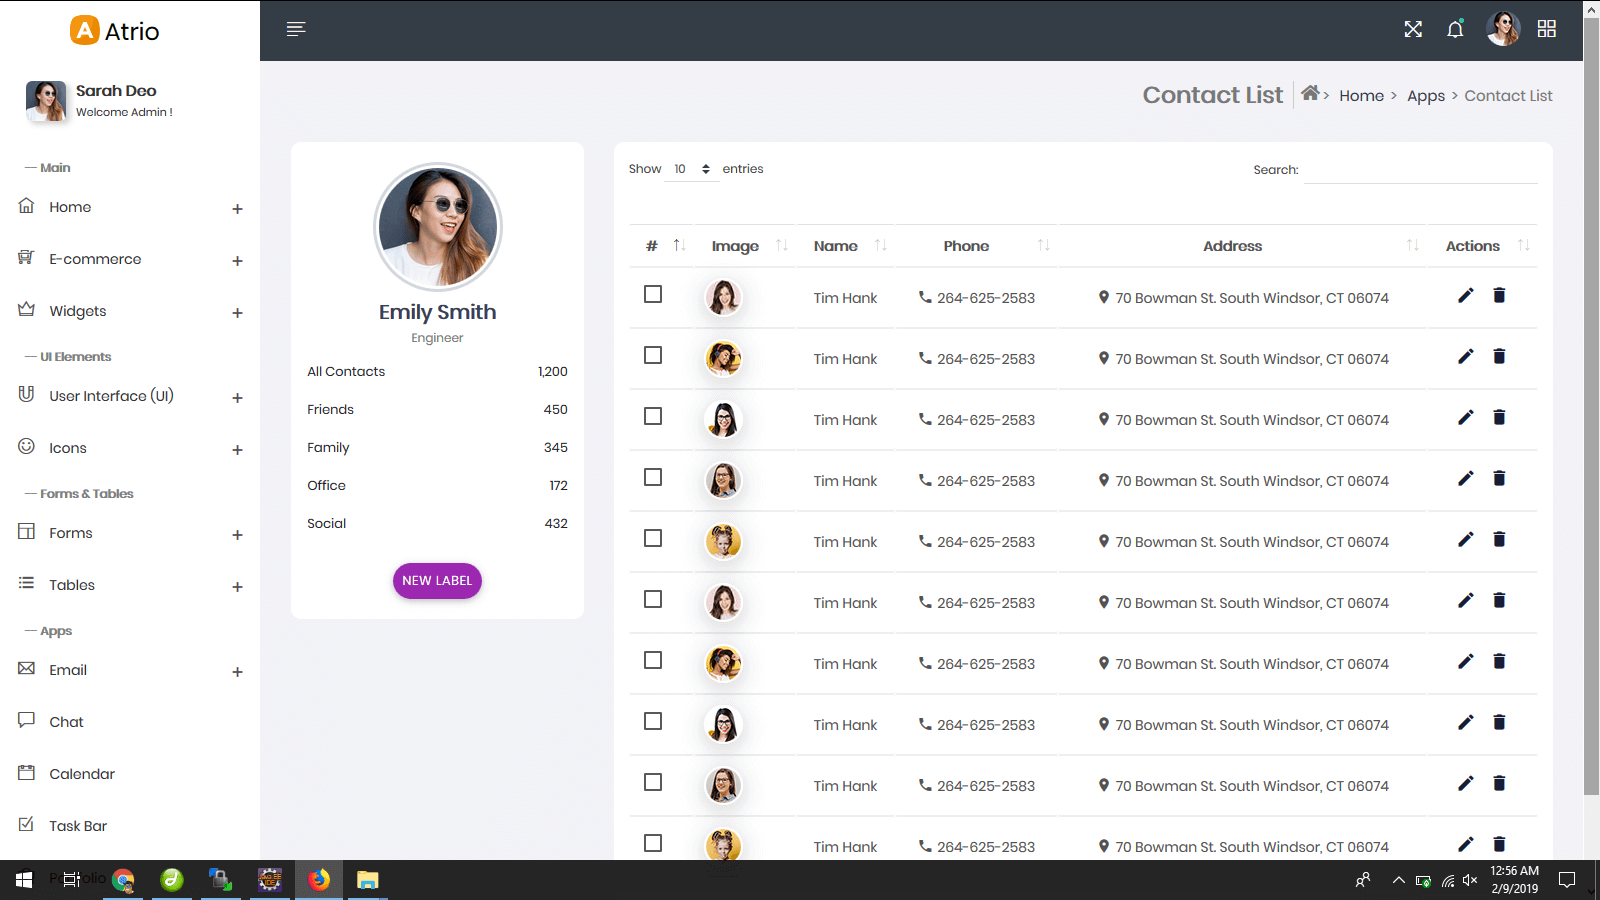 A Atrio
Sarah Deo
Welcome Admin !
— Main
Home +
E-commerce +
Widgets +
— UI Elements
User Interface (UI) +
Icons +
— Forms & Tables
Forms +
Tables +
— Apps
Email +
Chat
Calendar
Task Bar
Portfolio
Contact List > Home > Apps > Contact List
Emily Smith
Engineer
All Contacts 1,200
Friends 450
Family 345
Office 172
Social 432
NEW LABEL
Show 10 entries Search:
# Image Name Phone Address Actions
Tim Hank 264-625-2583 70 Bowman St. South Windsor, CT 06074
Tim Hank 264-625-2583 70 Bowman St. South Windsor, CT 06074
Tim Hank 264-625-2583 70 Bowman St. South Windsor, CT 06074
Tim Hank 264-625-2583 70 Bowman St. South Windsor, CT 06074
Tim Hank 264-625-2583 70 Bowman St. South Windsor, CT 06074
Tim Hank 264-625-2583 70 Bowman St. South Windsor, CT 06074
Tim Hank 264-625-2583 70 Bowman St. South Windsor, CT 06074
Tim Hank 264-625-2583 70 Bowman St. South Windsor, CT 06074
Tim Hank 264-625-2583 70 Bowman St. South Windsor, CT 06074
Tim Hank 264-625-2583 70 Bowman St. South Windsor, CT 06074
12:56 AM
2/9/2019